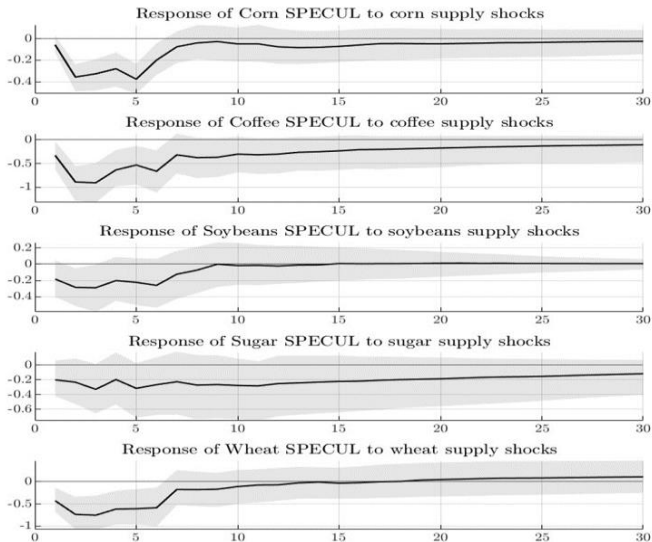 Response of Corn SPECUL to corn supply shocks
0
-0.2
-0.4
0 5 10 15 20 25 30
Response of Coffee SPECUL to coffee supply shocks
0
-0.5
-1
0 5 10 15 20 25 30
Response of Soybeans SPECUL to soybeans supply shocks
0.2
0
-0.2
-0.4
0 5 10 15 20 25 30
Response of Sugar SPECUL to sugar supply shocks
0
-0.2
-0.4
-0.6
0 5 10 15 20 25 30
Response of Wheat SPECUL to wheat supply shocks
0
-0.5
-1
0 5 10 15 20 25 30